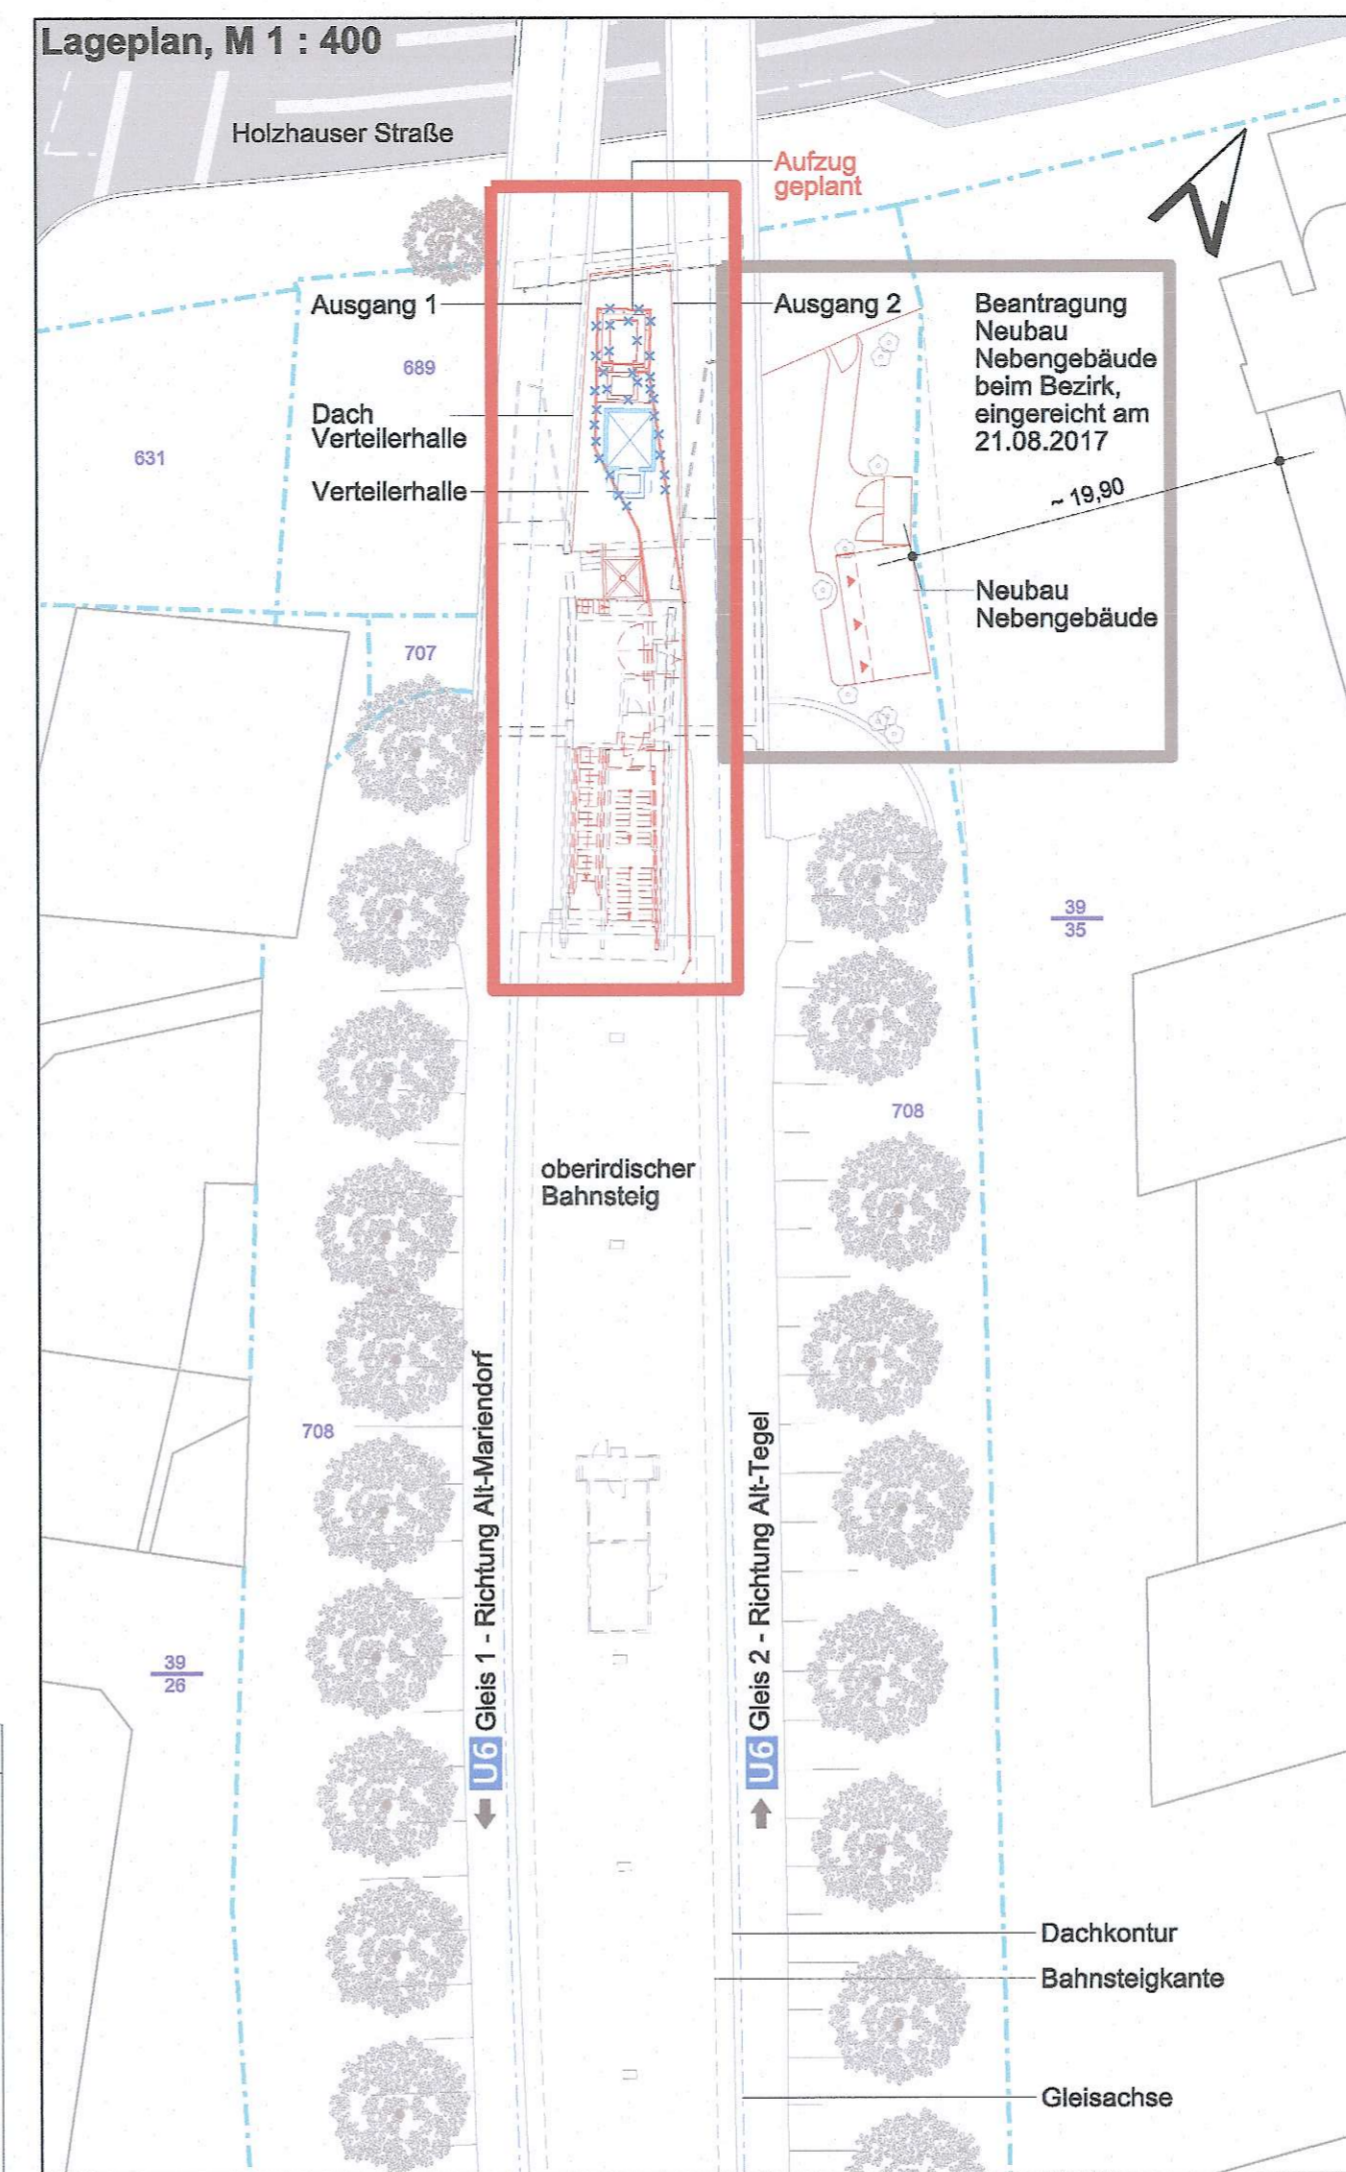 Lageplan, M 1 : 400
Holzhauser Straße
Aufzug
geplant
Ausgang 1
Ausgang 2
Beantragung
Neubau
Nebengebäude
beim Bezirk,
eingereicht am
21.08.2017
689
Dach
Verteilerhalle
631
Verteilerhalle
~ 19,90
Neubau
Nebengebäude
707
39
35
708
oberirdischer
Bahnsteig
708
U6 Gleis 1 - Richtung Alt-Mariendorf
U6 Gleis 2 - Richtung Alt-Tegel
39
26
Dachkontur
Bahnsteigkante
Gleisachse